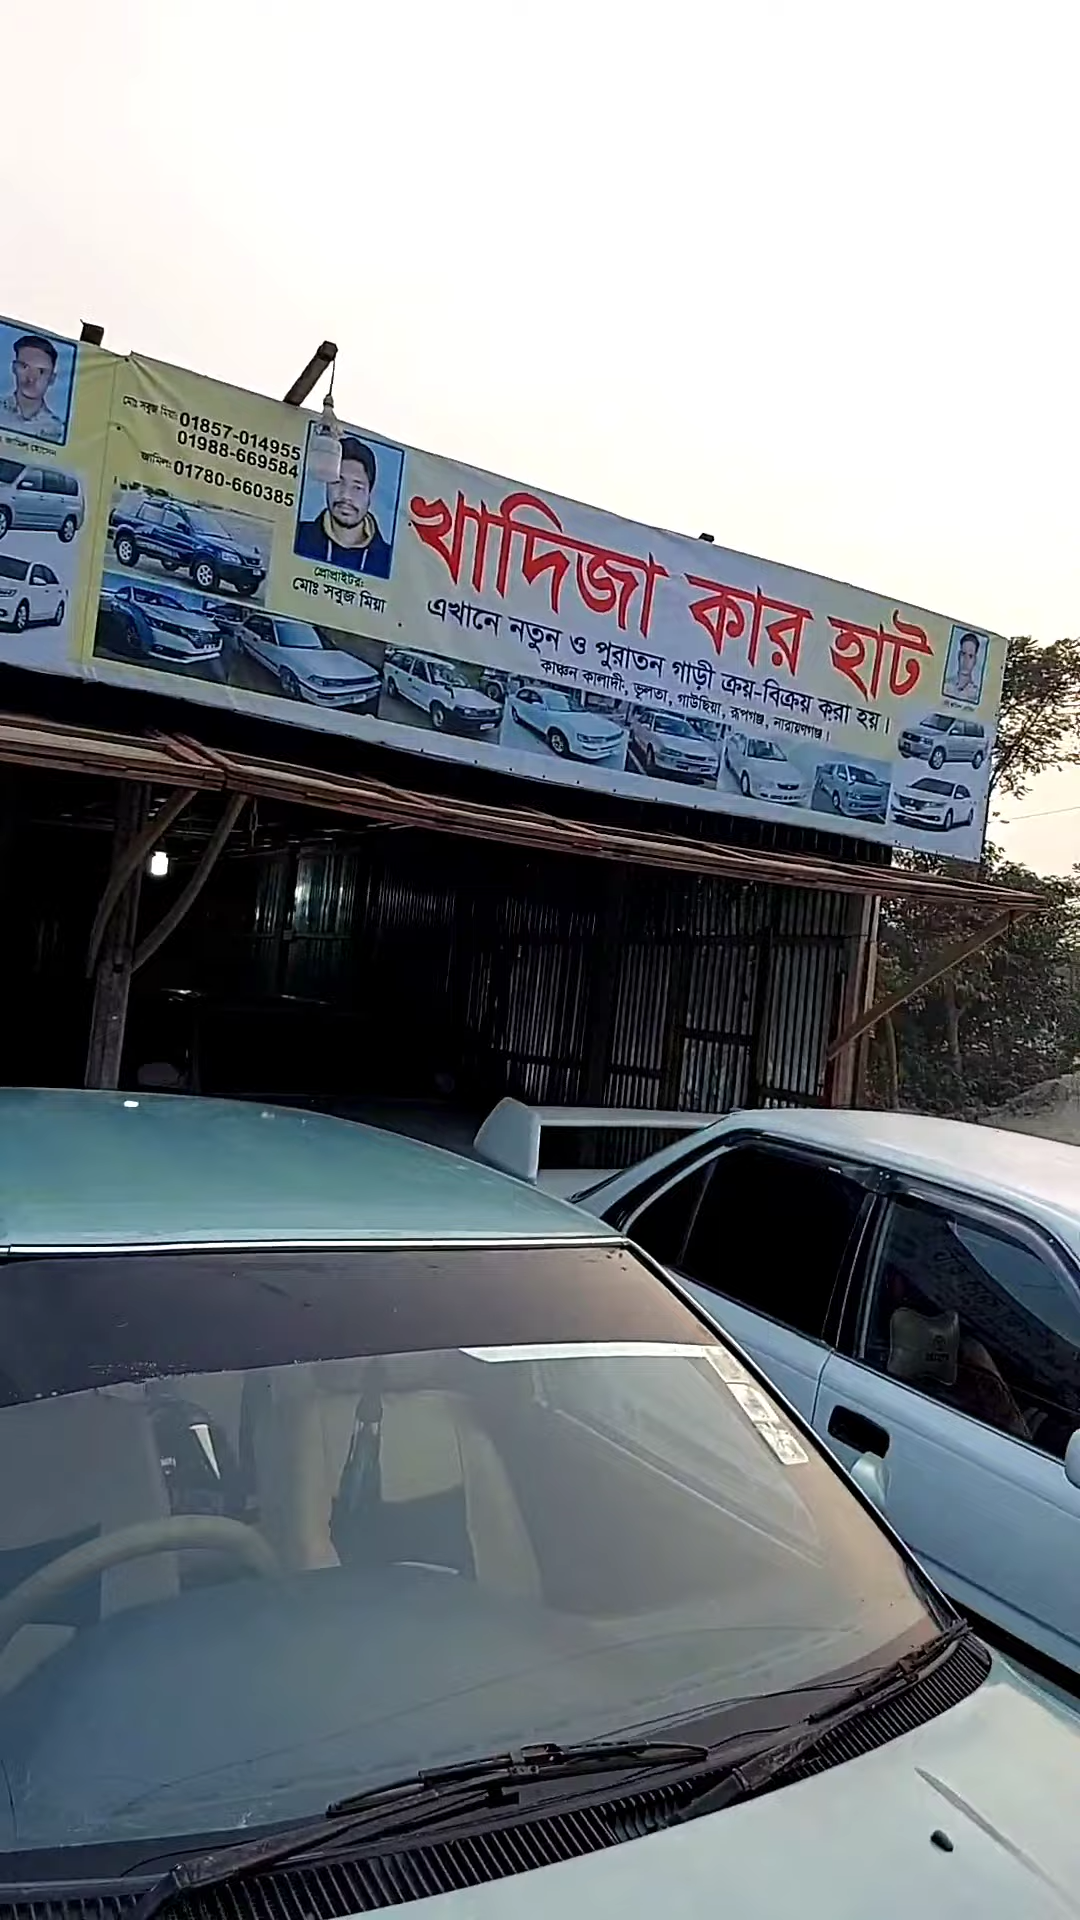 জামিল হোসেন
মোঃ সবুজ মিয়া: 01857-014955
01988-669584
জামিল: 01780-660385
প্রোপ্রাইটর:
মোঃ সবুজ মিয়া
খাদিজা কার হাট
এখানে নতুন ও পুরাতন গাড়ী ক্রয়-বিক্রয় করা হয়।
কাঞ্চন কালাদী, ভূলতা, গাউছিয়া, রূপগঞ্জ, নারায়ণগঞ্জ।